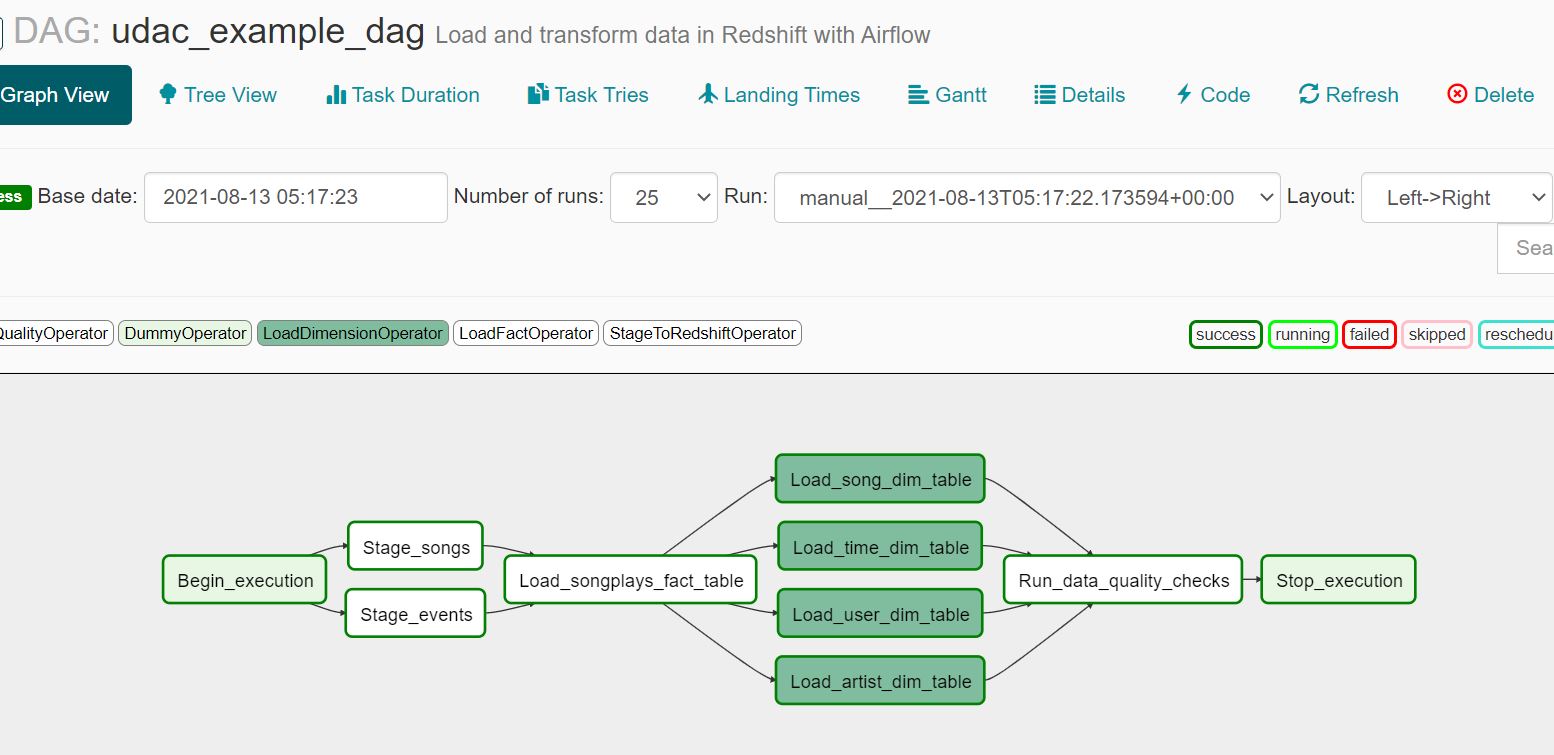 DAG: udac_example_dag Load and transform data in Redshift with Airflow
Graph View Tree View Task Duration Task Tries Landing Times Gantt Details Code Refresh Delete
ess Base date: 2021-08-13 05:17:23 Number of runs: 25 Run: manual__2021-08-13T05:17:22.173594+00:00 Layout: Left->Right
Sea
QualityOperator DummyOperator LoadDimensionOperator LoadFactOperator StageToRedshiftOperator success running failed skipped reschedu
Load_song_dim_table
Stage_songs Load_time_dim_table
Begin_execution Load_songplays_fact_table Run_data_quality_checks Stop_execution
Stage_events Load_user_dim_table
Load_artist_dim_table